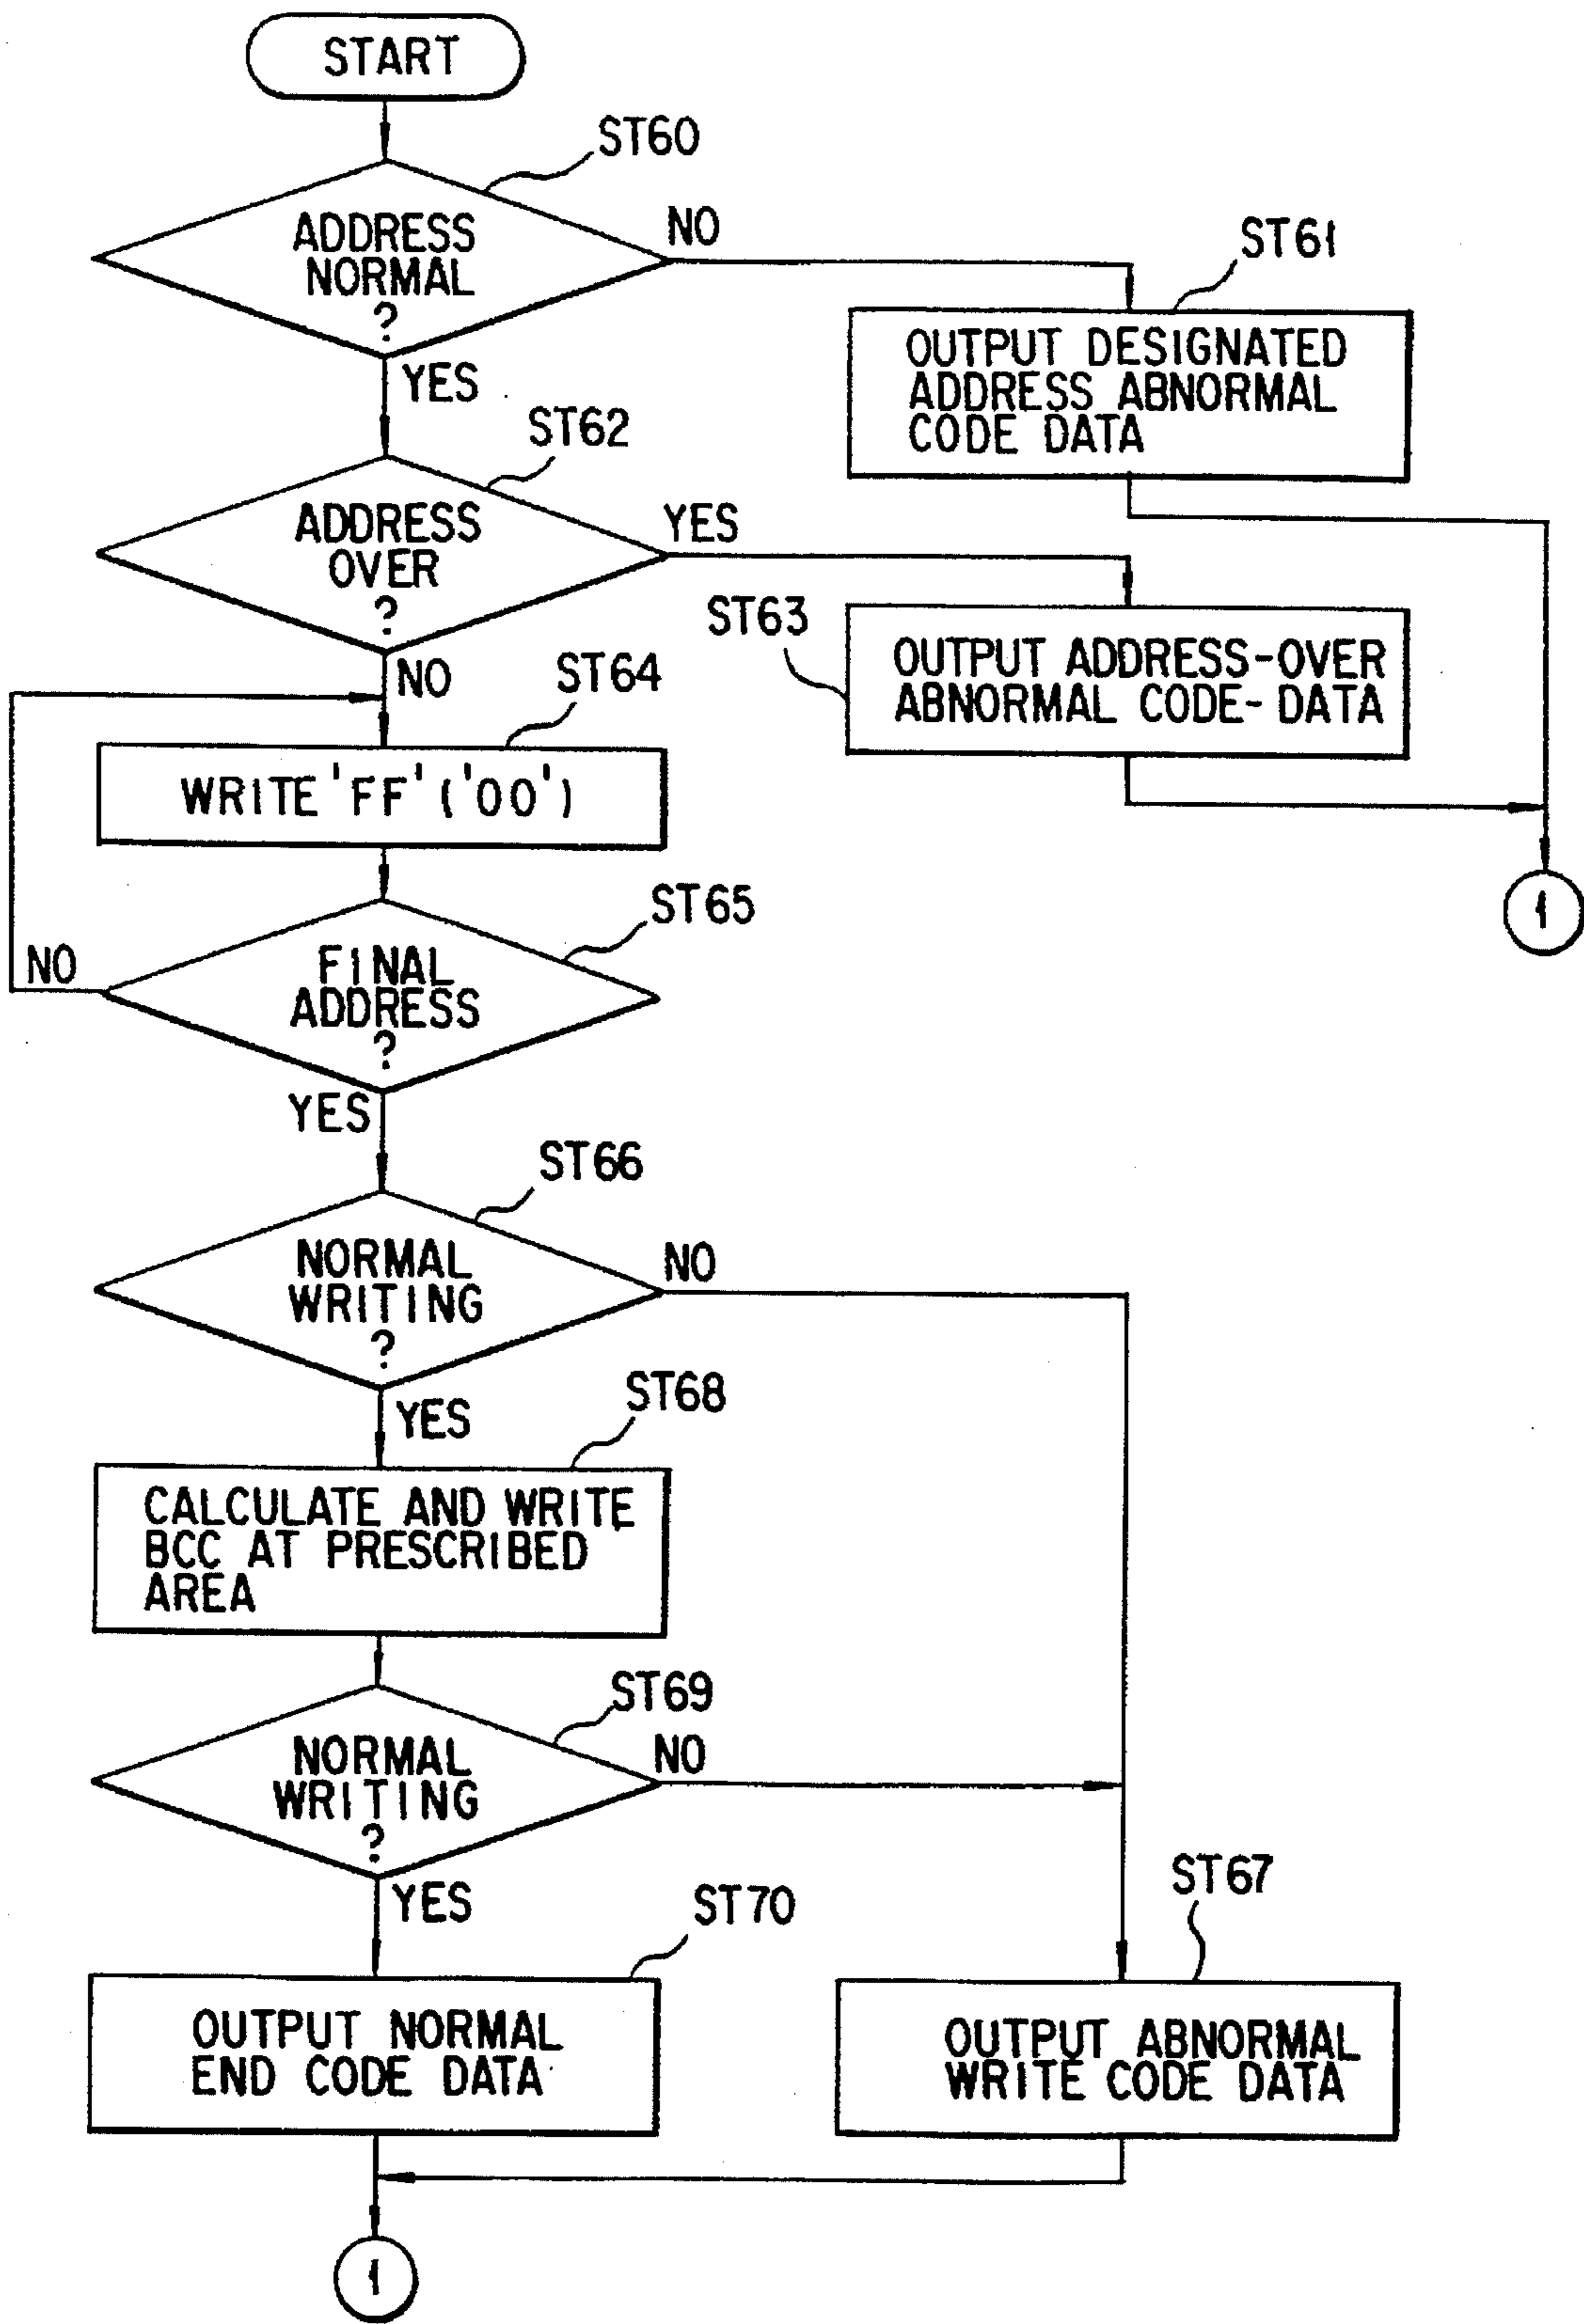 START
ST60
ADDRESS
NORMAL
?
NO
YES
ST61
OUTPUT DESIGNATED
ADDRESS ABNORMAL
CODE DATA
ST62
ADDRESS
OVER
?
YES
NO
ST63
OUTPUT ADDRESS-OVER
ABNORMAL CODE-DATA
1
ST64
WRITE 'FF' ('00')
ST65
FINAL
ADDRESS
?
NO
YES
ST66
NORMAL
WRITING
?
NO
YES
ST68
CALCULATE AND WRITE
BCC AT PRESCRIBED
AREA
ST69
NORMAL
WRITING
?
NO
YES
ST70
OUTPUT NORMAL
END CODE DATA
ST67
OUTPUT ABNORMAL
WRITE CODE DATA
1